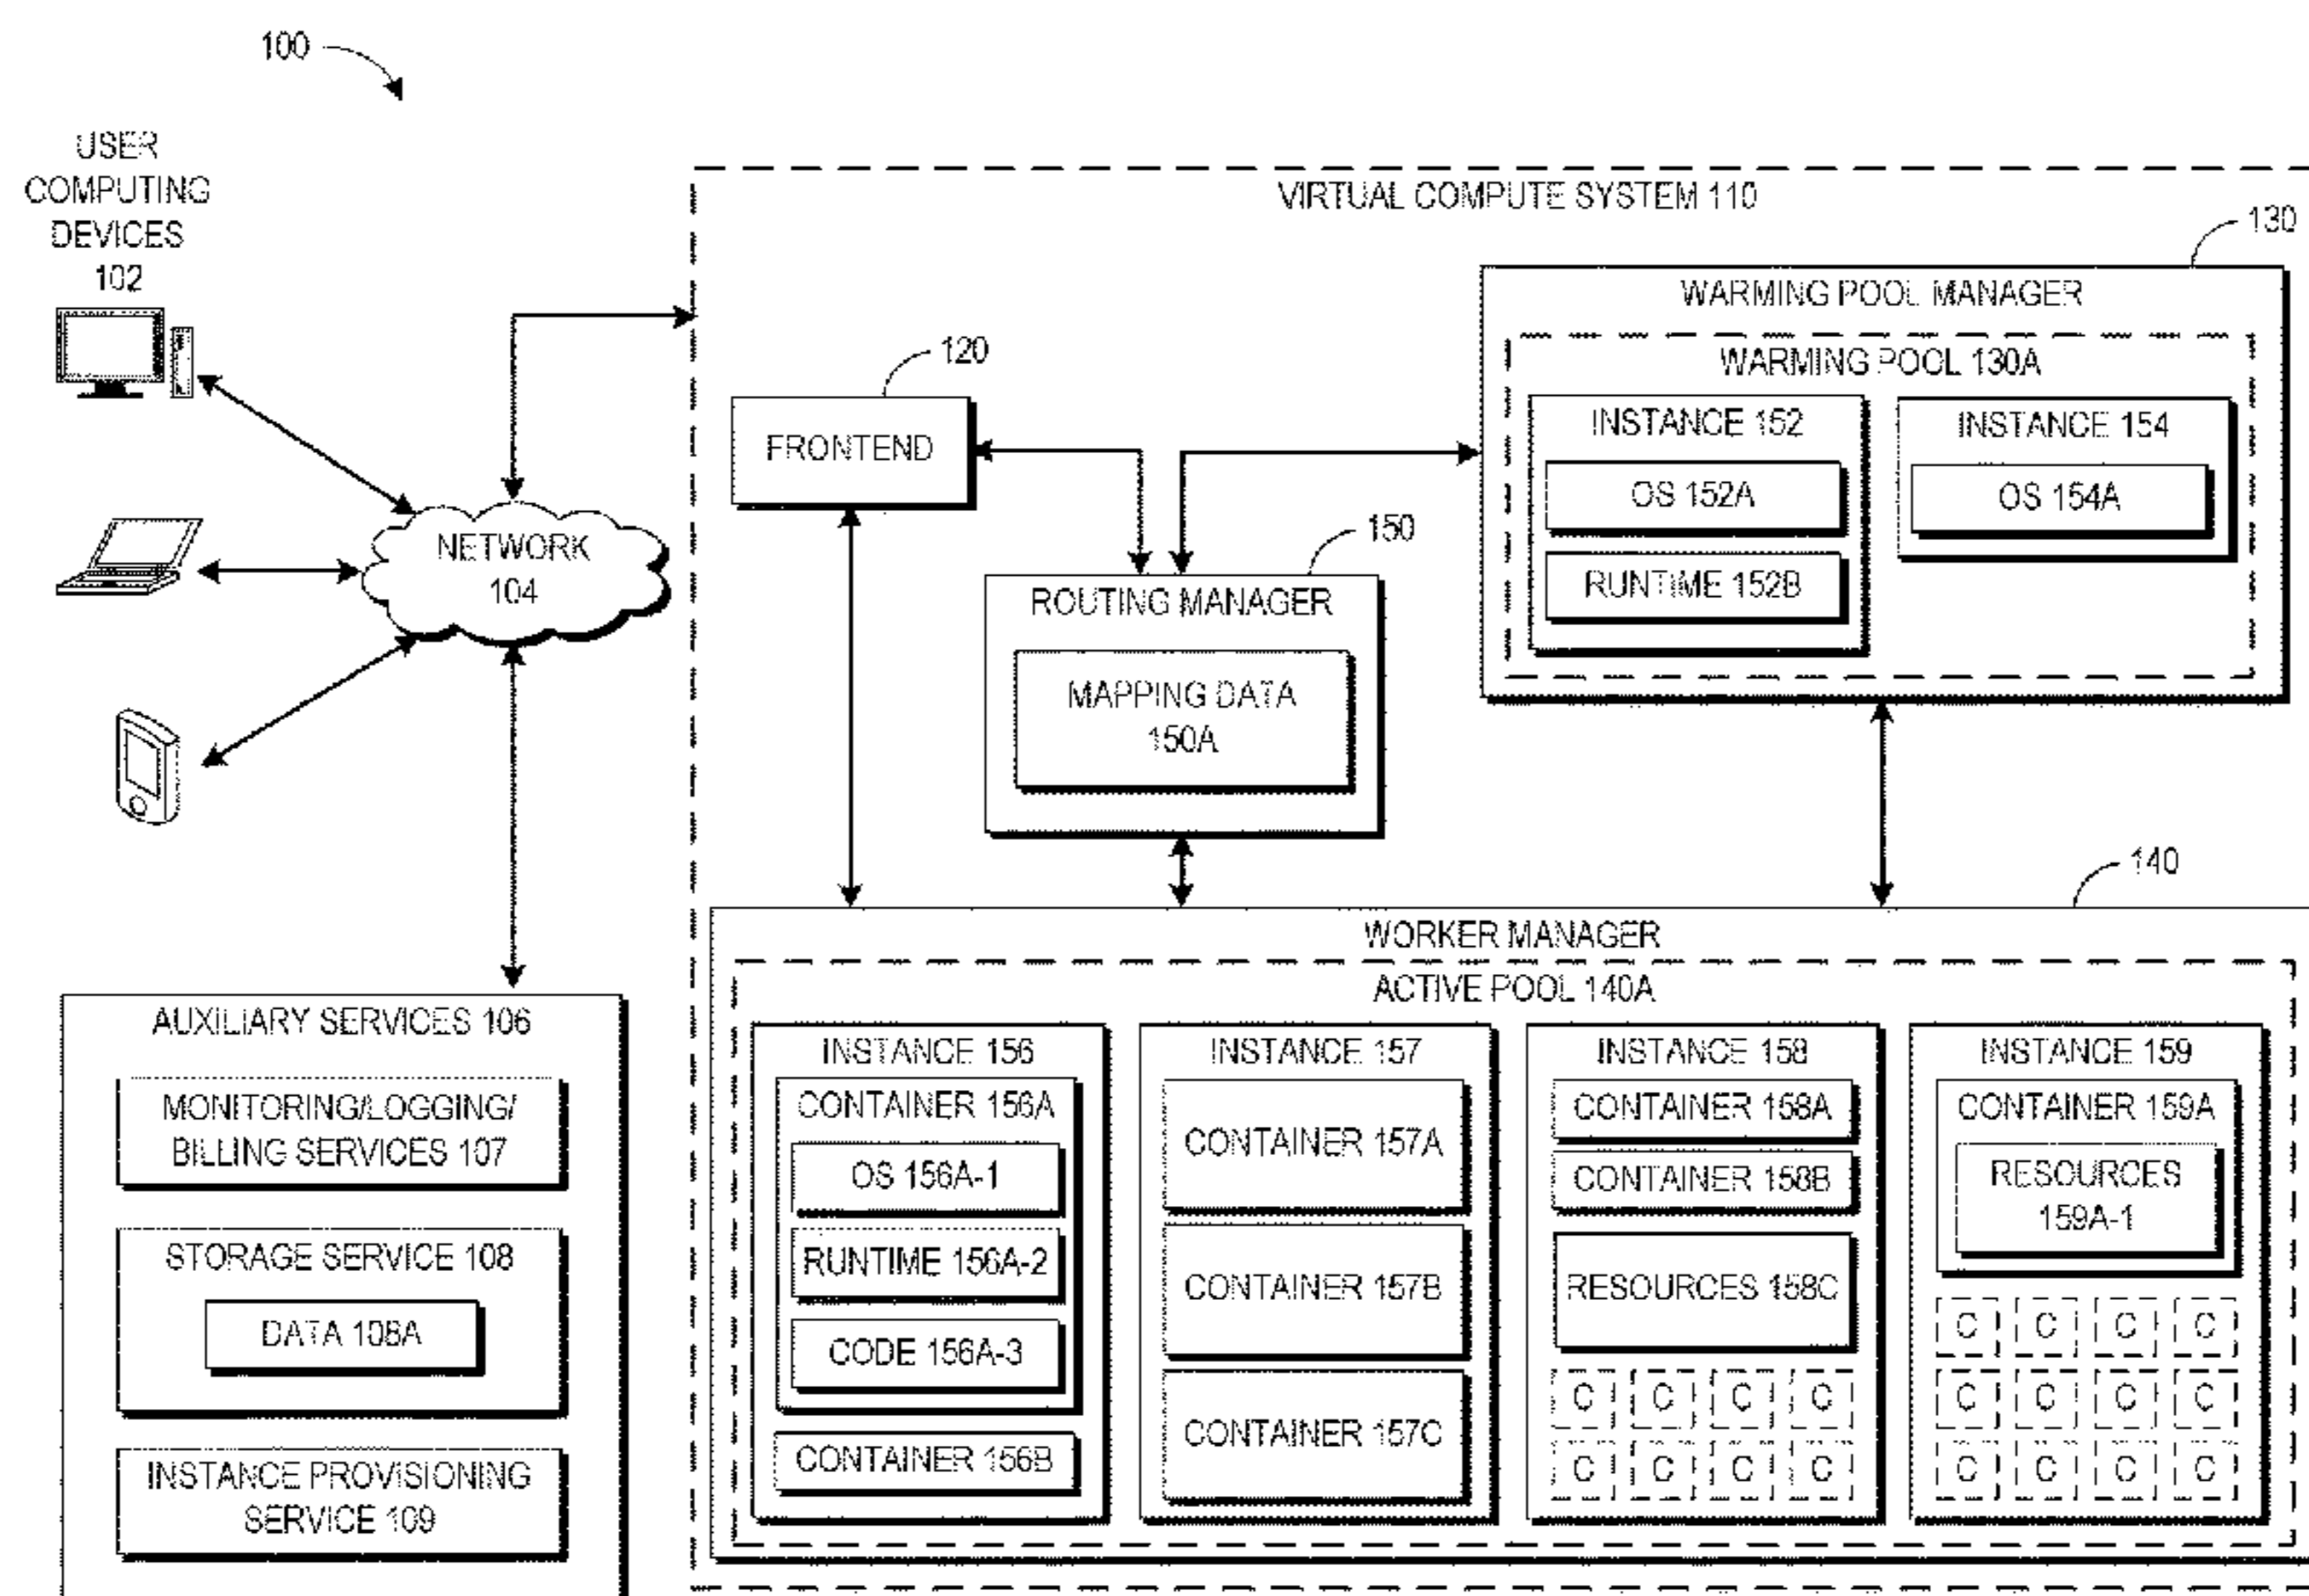 100
USER
COMPUTING
DEVICES
102
NETWORK
104
AUXILIARY SERVICES 106
MONITORING/LOGGING/
BILLING SERVICES 107
STORAGE SERVICE 108
DATA 108A
INSTANCE PROVISIONING
SERVICE 109
VIRTUAL COMPUTE SYSTEM 110
120
FRONTEND
130
WARMING POOL MANAGER
WARMING POOL 130A
INSTANCE 152
OS 152A
RUNTIME 152B
INSTANCE 154
OS 154A
150
ROUTING MANAGER
MAPPING DATA
150A
140
WORKER MANAGER
ACTIVE POOL 140A
INSTANCE 156
CONTAINER 156A
OS 156A-1
RUNTIME 156A-2
CODE 156A-3
CONTAINER 156B
INSTANCE 157
CONTAINER 157A
CONTAINER 157B
CONTAINER 157C
INSTANCE 158
CONTAINER 158A
CONTAINER 158B
RESOURCES 158C
C C C C
C C C C
INSTANCE 159
CONTAINER 159A
RESOURCES
159A-1
C C C C
C C C C
C C C C